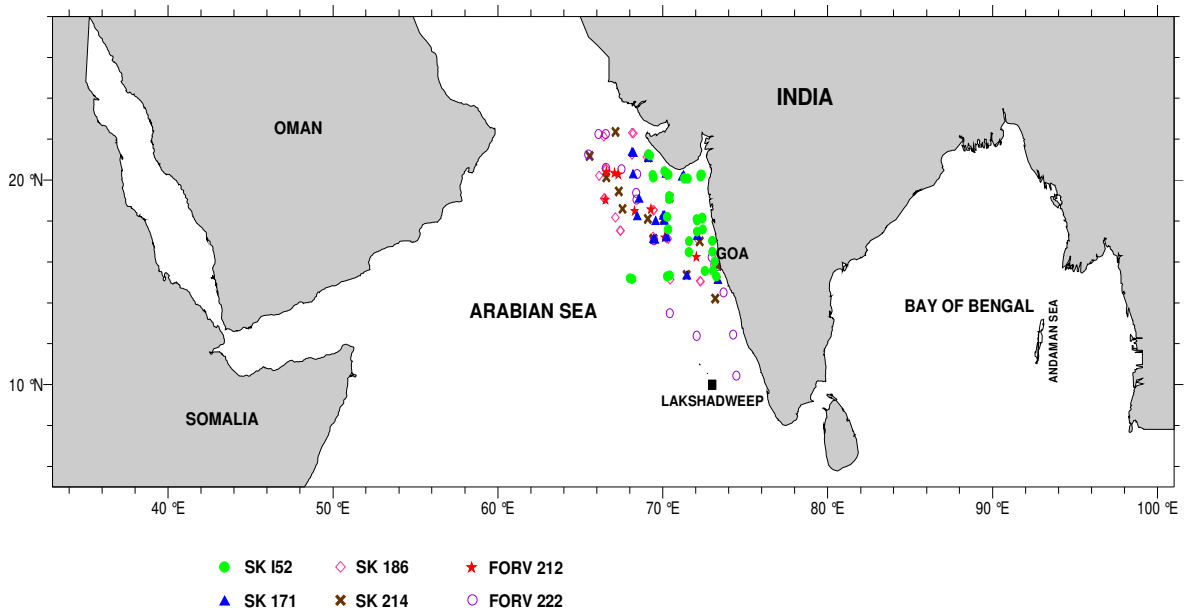 INDIA
OMAN
20 °N
GOA
ARABIAN SEA
BAY OF BENGAL
ANDAMAN SEA
10 °N
LAKSHADWEEP
SOMALIA
40 °E 50 °E 60 °E 70 °E 80 °E 90 °E 100 °E
SK I52 SK 186 FORV 212
SK 171 SK 214 FORV 222